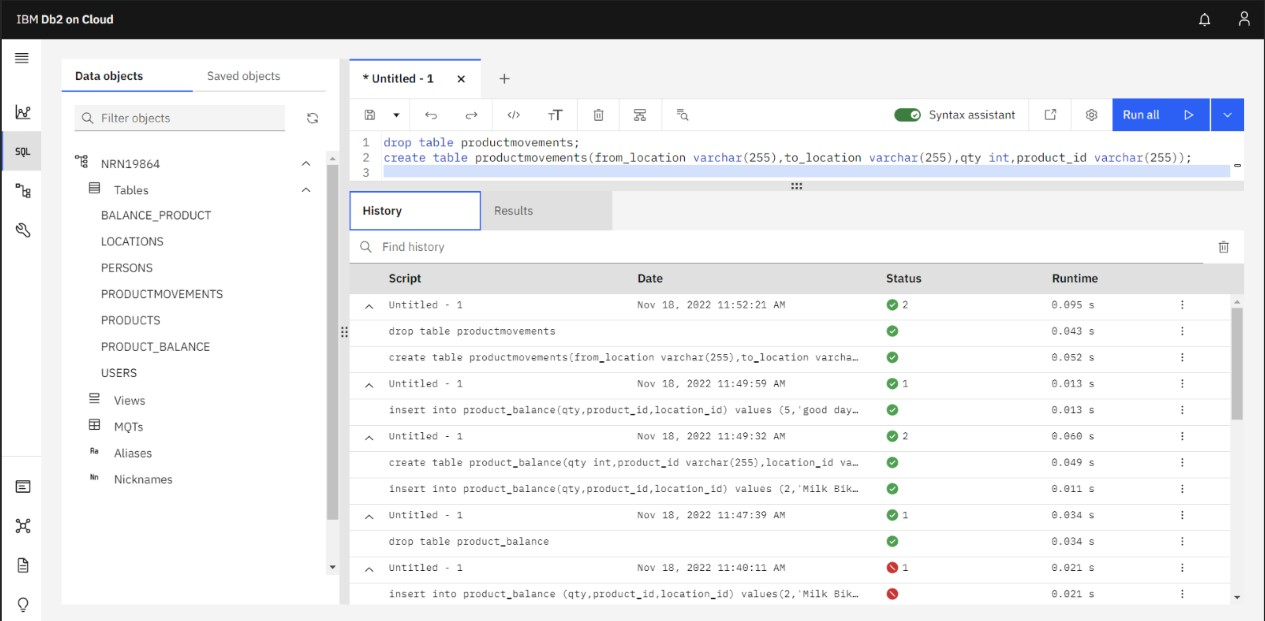 IBM Db2 on Cloud
Data objects
Saved objects
Filter objects
NRN19864
Tables
BALANCE_PRODUCT
LOCATIONS
PERSONS
PRODUCTMOVEMENTS
PRODUCTS
PRODUCT_BALANCE
USERS
Views
MQTs
Aliases
Nicknames
SQL
Ra
Nn
* Untitled - 1
Syntax assistant
Run all
1 drop table productmovements;
2 create table productmovements(from_location varchar(255),to_location varchar(255),qty int,product_id varchar(255));
3
History
Results
Find history
Script Date Status Runtime
Untitled - 1 Nov 18, 2022 11:52:21 AM 2 0.095 s
drop table productmovements 0.043 s
create table productmovements(from_location varchar(255),to_location varcha… 0.052 s
Untitled - 1 Nov 18, 2022 11:49:59 AM 1 0.013 s
insert into product_balance(qty,product_id,location_id) values (5,'good day… 0.013 s
Untitled - 1 Nov 18, 2022 11:49:32 AM 2 0.060 s
create table product_balance(qty int,product_id varchar(255),location_id va… 0.049 s
insert into product_balance(qty,product_id,location_id) values (2,'Milk Bik… 0.011 s
Untitled - 1 Nov 18, 2022 11:47:39 AM 1 0.034 s
drop table product_balance 0.034 s
Untitled - 1 Nov 18, 2022 11:40:11 AM 1 0.021 s
insert into product_balance (qty,product_id,location_id) values(2,'Milk Bik… 0.021 s